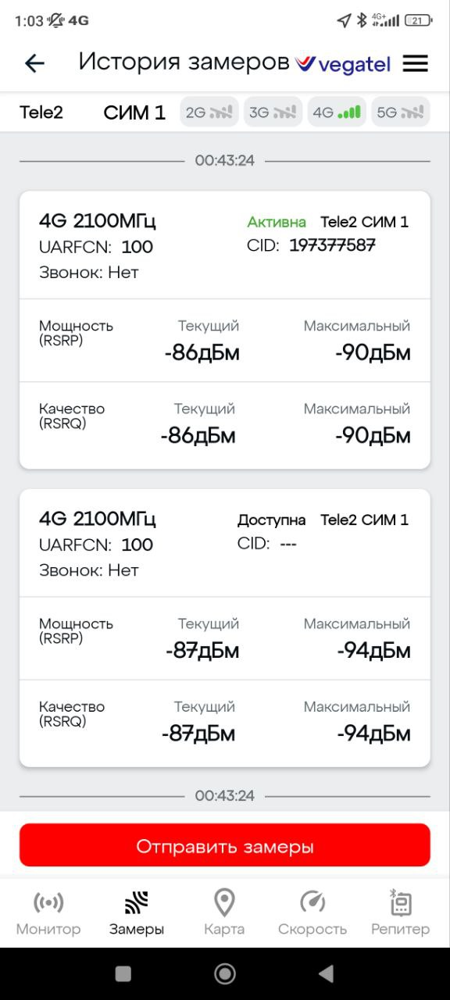 1:03 4G 4G+ 21
История замеров vegatel
Tele2 СИМ 1 2G 3G 4G 5G
00:43:24
4G 2100МГц Активна Tele2 СИМ 1
UARFCN: 100 CID: 197377587
Звонок: Нет
Мощность Текущий Максимальный
(RSRP) -86дБм -90дБм
Качество Текущий Максимальный
(RSRQ) -86дБм -90дБм
4G 2100МГц Доступна Tele2 СИМ 1
UARFCN: 100 CID: ---
Звонок: Нет
Мощность Текущий Максимальный
(RSRP) -87дБм -94дБм
Качество Текущий Максимальный
(RSRQ) -87дБм -94дБм
00:43:24
Отправить замеры
Монитор Замеры Карта Скорость Репитер